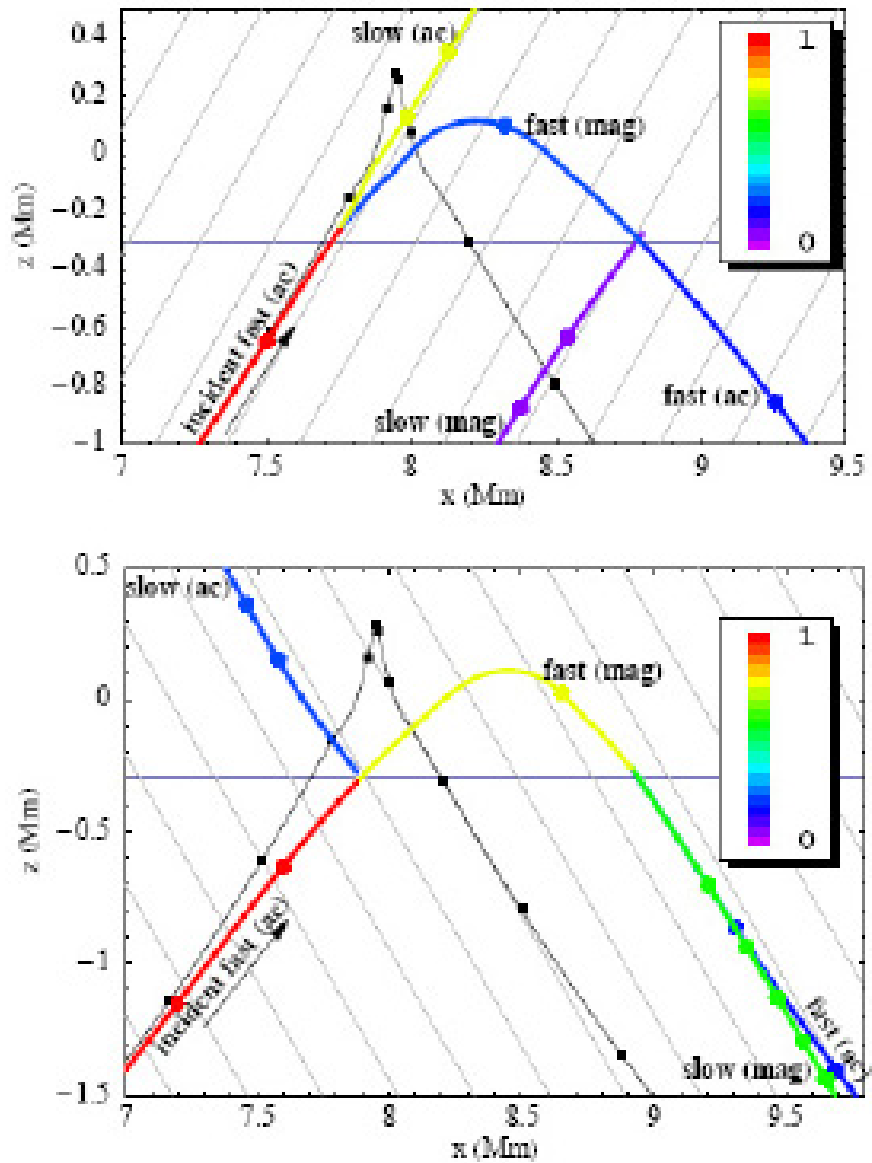 0.4
0.2
0
−0.2
−0.4
−0.6
−0.8
−1
z (Mm)
slow (ac)
fast (mag)
incident fast (ac)
slow (mag)
fast (ac)
1
0
7
7.5
8
8.5
9
9.5
x (Mm)
0.5
0
−0.5
−1
−1.5
z (Mm)
slow (ac)
fast (mag)
incident fast (ac)
fast (ac)
slow (mag)
1
0
7
7.5
8
8.5
9
9.5
x (Mm)